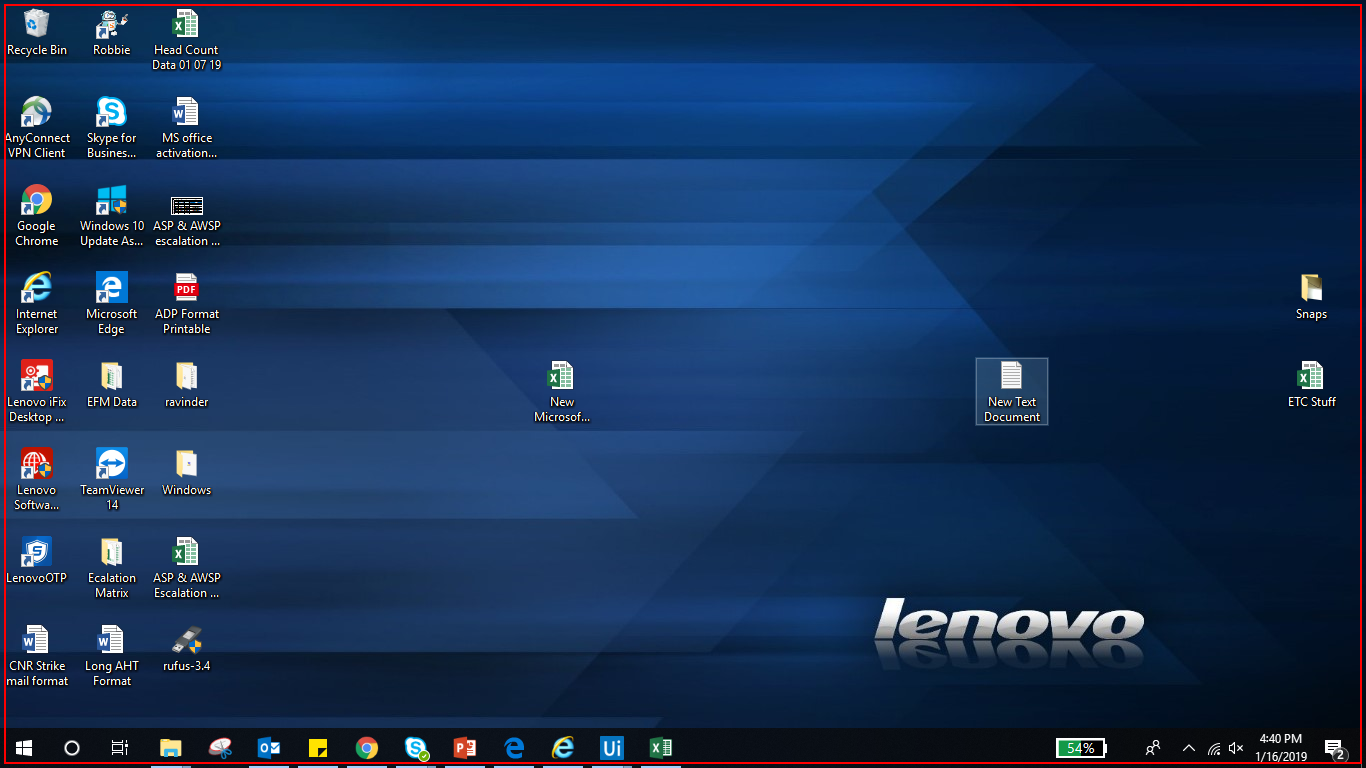 Recycle Bin
Robbie
Head Count
Data 01 07 19
AnyConnect
VPN Client
Skype for
Busines...
MS office
activation...
Google
Chrome
Windows 10
Update As...
ASP & AWSP
escalation ...
Internet
Explorer
Microsoft
Edge
PDF
ADP Format
Printable
Snaps
Lenovo iFix
Desktop ...
EFM Data
ravinder
New
Microsof...
New Text
Document
ETC Stuff
Lenovo
Softwa...
TeamViewer
14
Windows
LenovoOTP
Ecalation
Matrix
ASP & AWSP
Escalation ...
CNR Strike
mail format
Long AHT
Format
rufus-3.4
lenovo
Ui
54%
4:40 PM
1/16/2019
2